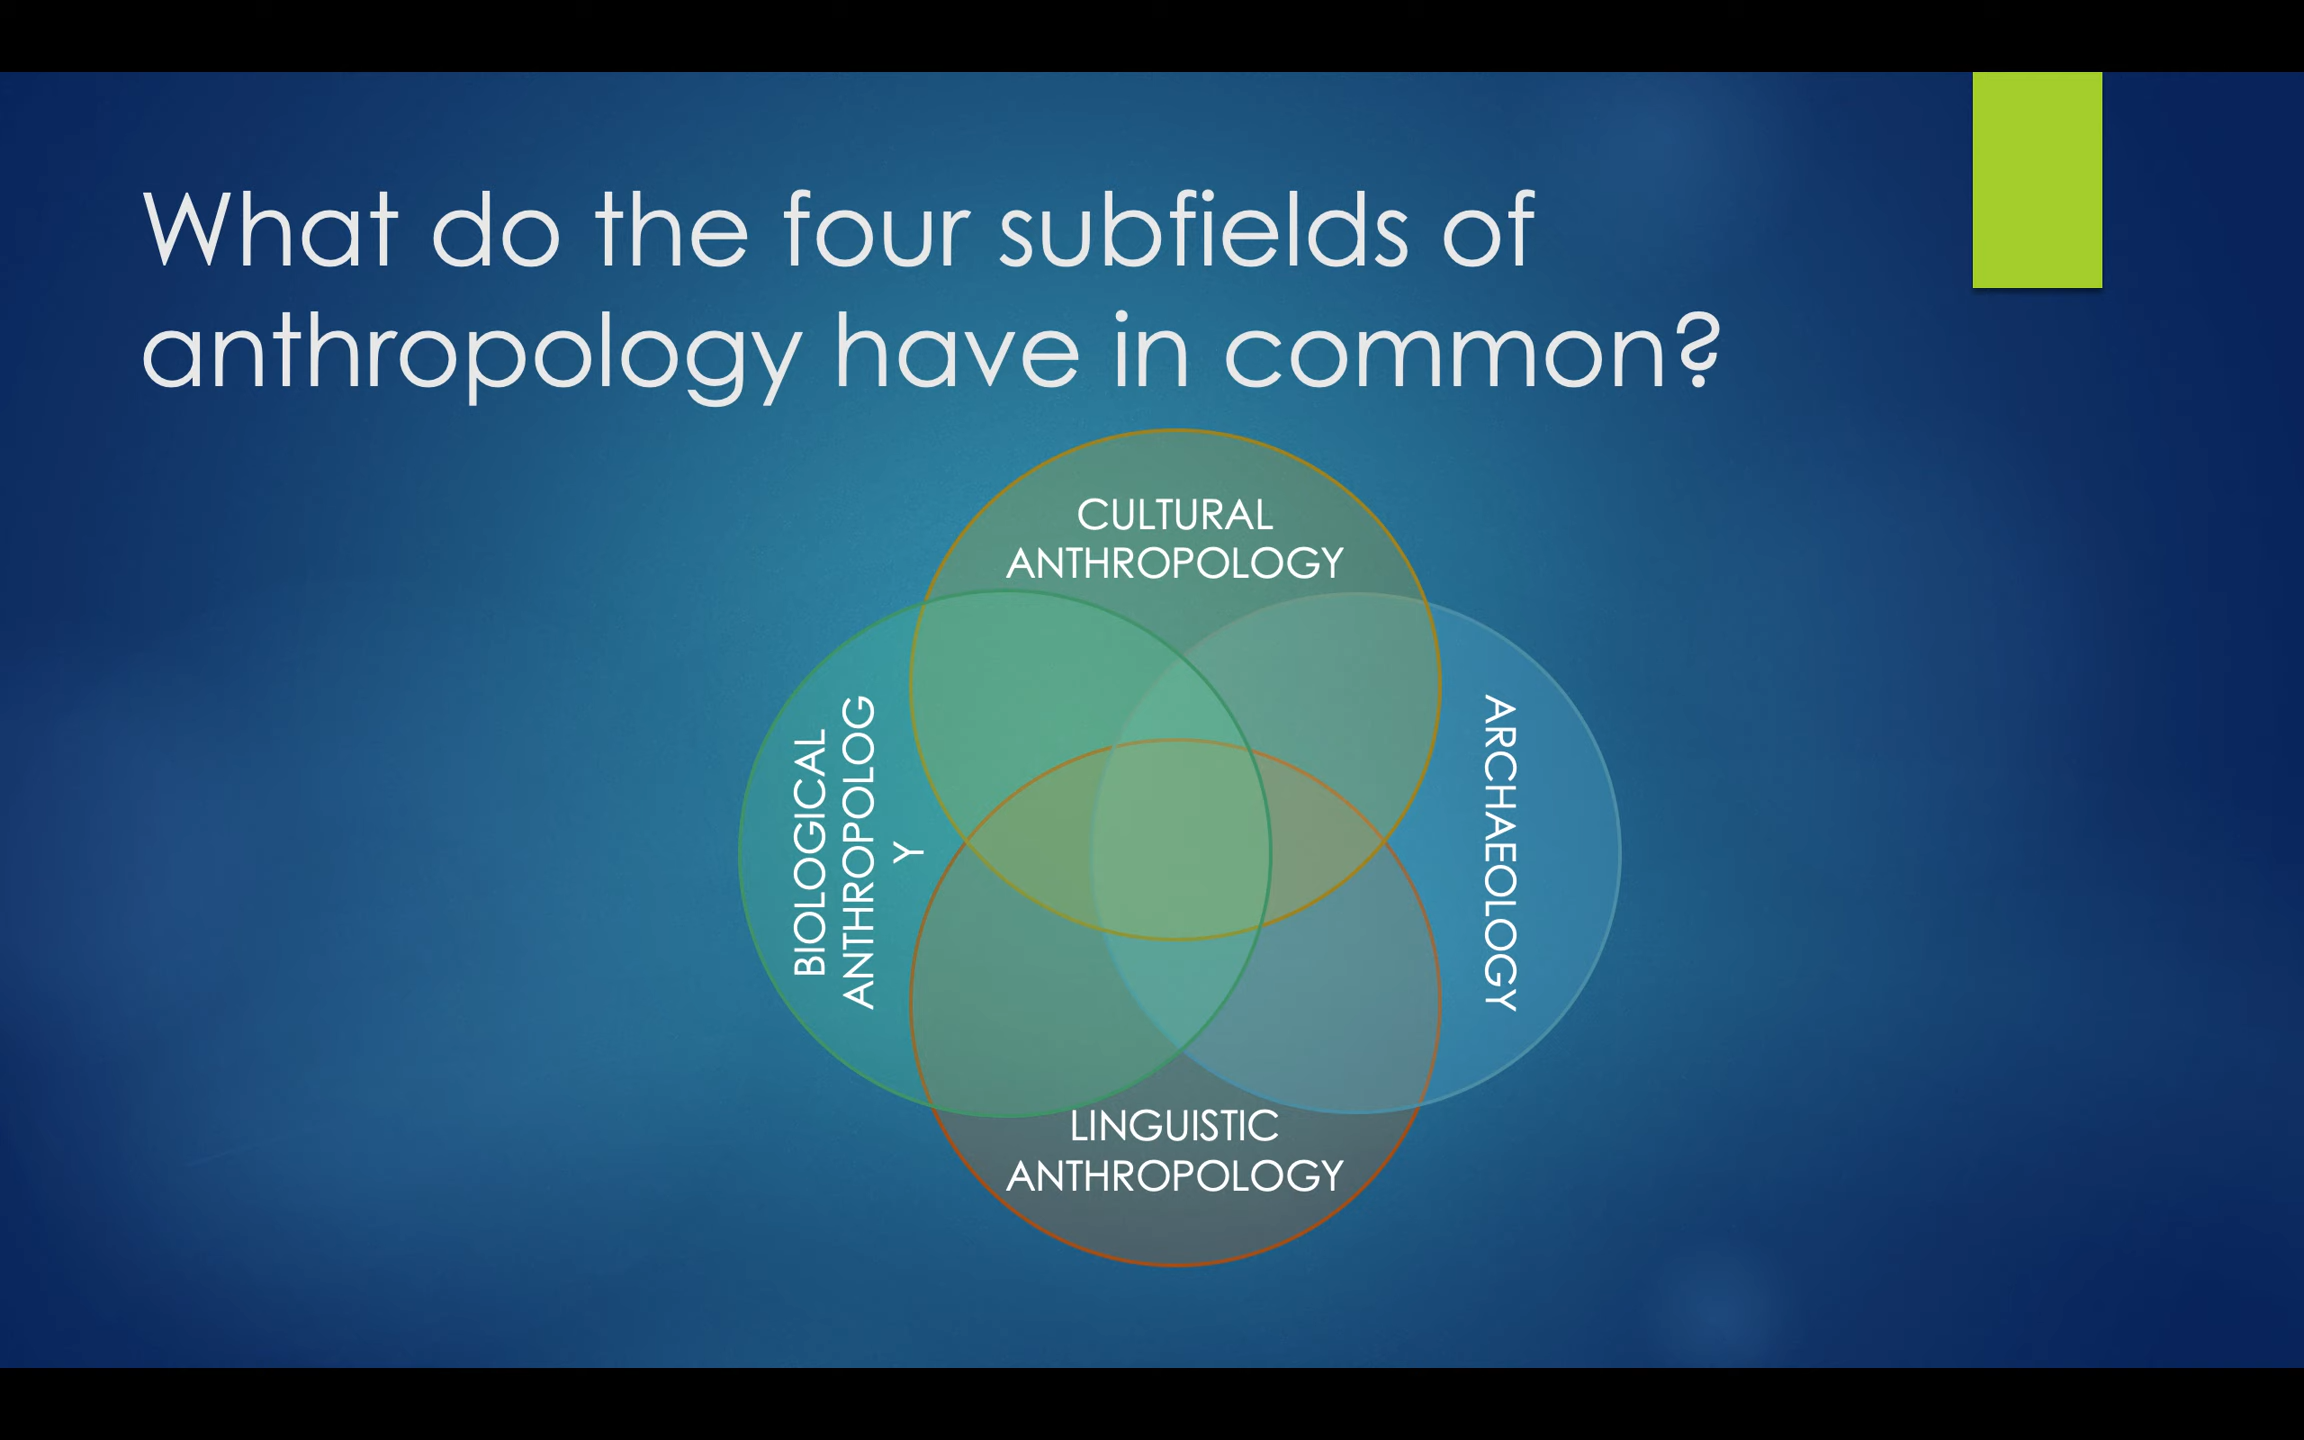 What do the four subfields of
anthropology have in common?
CULTURAL
ANTHROPOLOGY
BIOLOGICAL
ANTHROPOLOG
Y
ARCHAEOLOGY
LINGUISTIC
ANTHROPOLOGY